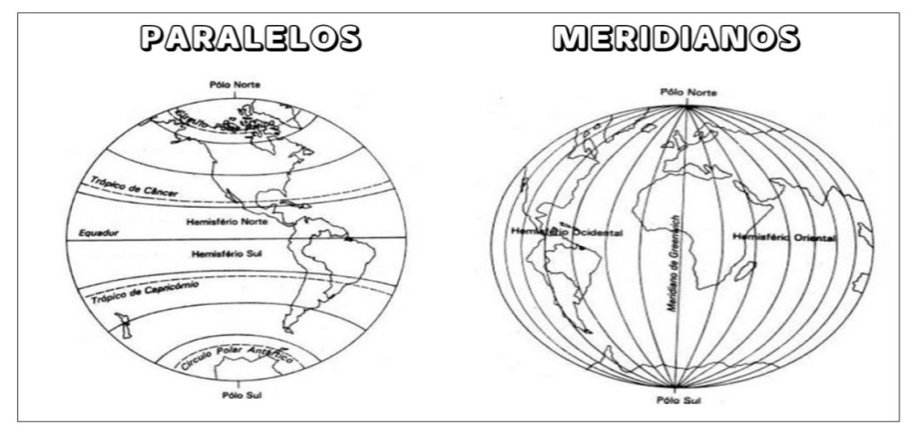 PARALELOS
Pólo Norte
Círculo
Trópico de Câncer
Hemisfério Norte
Equador
Hemisfério Sul
Trópico de Capricórnio
Círculo Polar Antártico
Pólo Sul
MERIDIANOS
Pólo Norte
Hemisfério Ocidental
Meridiano de Greenwich
Hemisfério Oriental
Pólo Sul